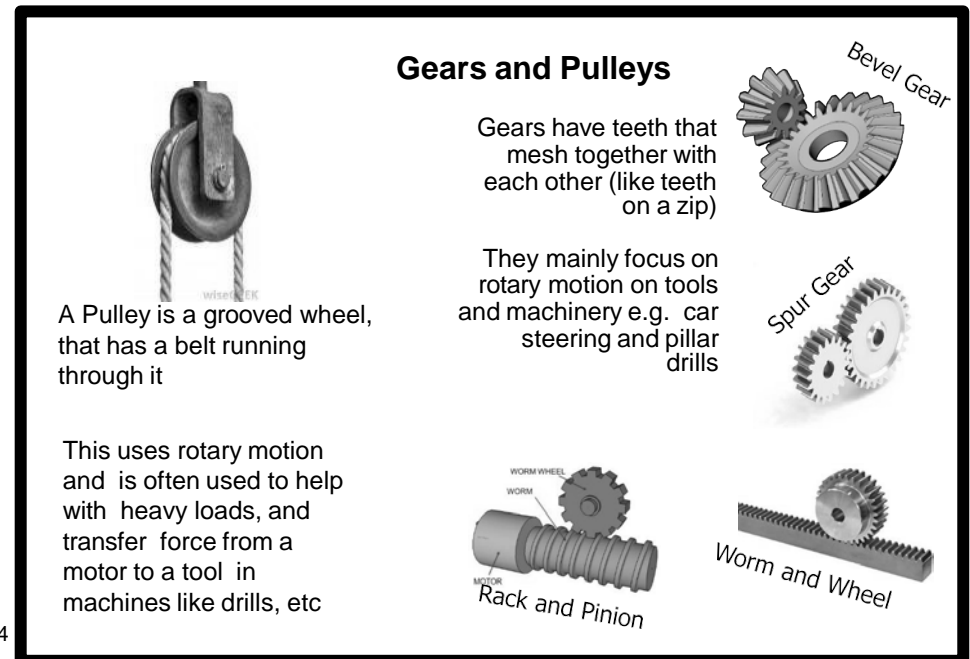 Gears and Pulleys
Bevel Gear
Gears have teeth that
mesh together with
each other (like teeth
on a zip)
They mainly focus on
rotary motion on tools
and machinery e.g. car
steering and pillar
drills
Spur Gear
A Pulley is a grooved wheel,
that has a belt running
through it
This uses rotary motion
and is often used to help
with heavy loads, and
transfer force from a
motor to a tool in
machines like drills, etc
WORM WHEEL
WORM
MOTOR
Rack and Pinion
Worm and Wheel
4